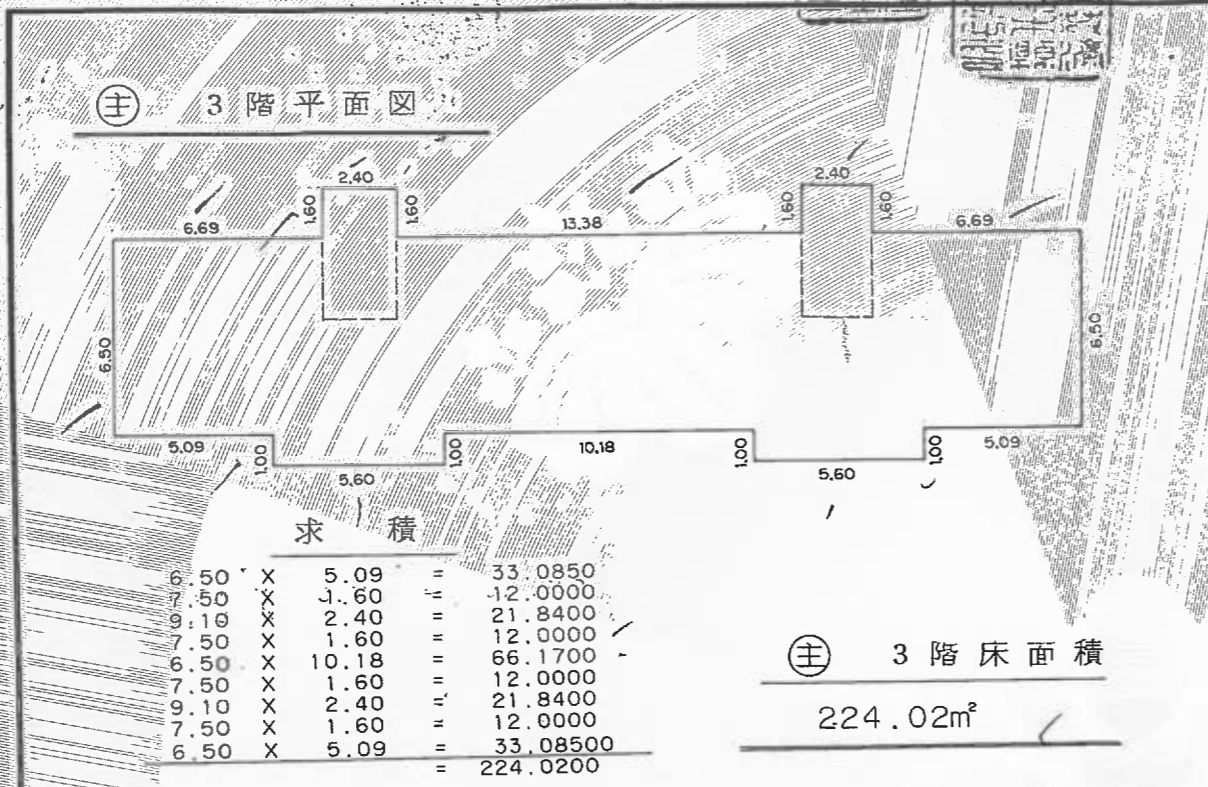 主 3階平面図
2.40 2.40
1.60 1.60 1.60 1.60
6.69 13.38 6.69
6.50 6.50
5.09 1.00 1.00 10.18 1.00 1.00 5.09
5.60 5.60
求積
6.50 X 5.09 = 33.0850
7.50 X 1.60 = 12.0000
9.10 X 2.40 = 21.8400
7.50 X 1.60 = 12.0000
6.50 X 10.18 = 66.1700
7.50 X 1.60 = 12.0000
9.10 X 2.40 = 21.8400
7.50 X 1.60 = 12.0000
6.50 X 5.09 = 33.08500
= 224.0200
主 3階床面積
224.02㎡